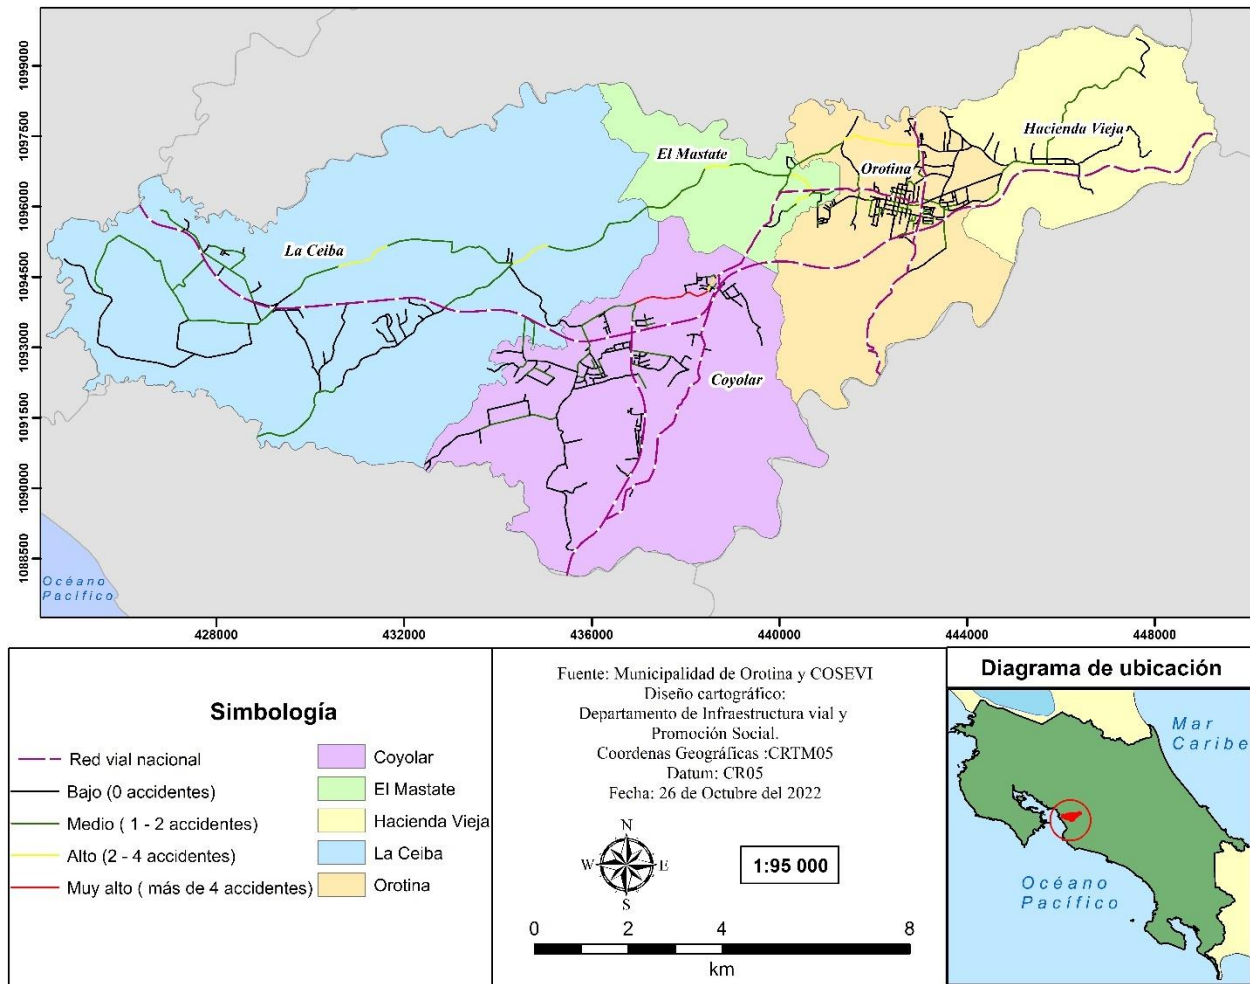 1099000
1097500
1096000
1094500
1093000
1091500
1090000
1088500
Hacienda Vieja
El Mastate
Orotina
La Ceiba
Coyolar
Océano
Pacífico
428000
432000
436000
440000
444000
448000
Simbología
Red vial nacional
Bajo (0 accidentes)
Medio ( 1 - 2 accidentes)
Alto (2 - 4 accidentes)
Muy alto ( más de 4 accidentes)
Coyolar
El Mastate
Hacienda Vieja
La Ceiba
Orotina
Fuente: Municipalidad de Orotina y COSEVI
Diseño cartográfico:
Departamento de Infraestructura vial y
Promoción Social.
Coordenas Geográficas :CRTM05
Datum: CR05
Fecha: 26 de Octubre del 2022
N
W E
S
1:95 000
0 2 4 8
km
Diagrama de ubicación
Mar
Caribe
Océano
Pacífico